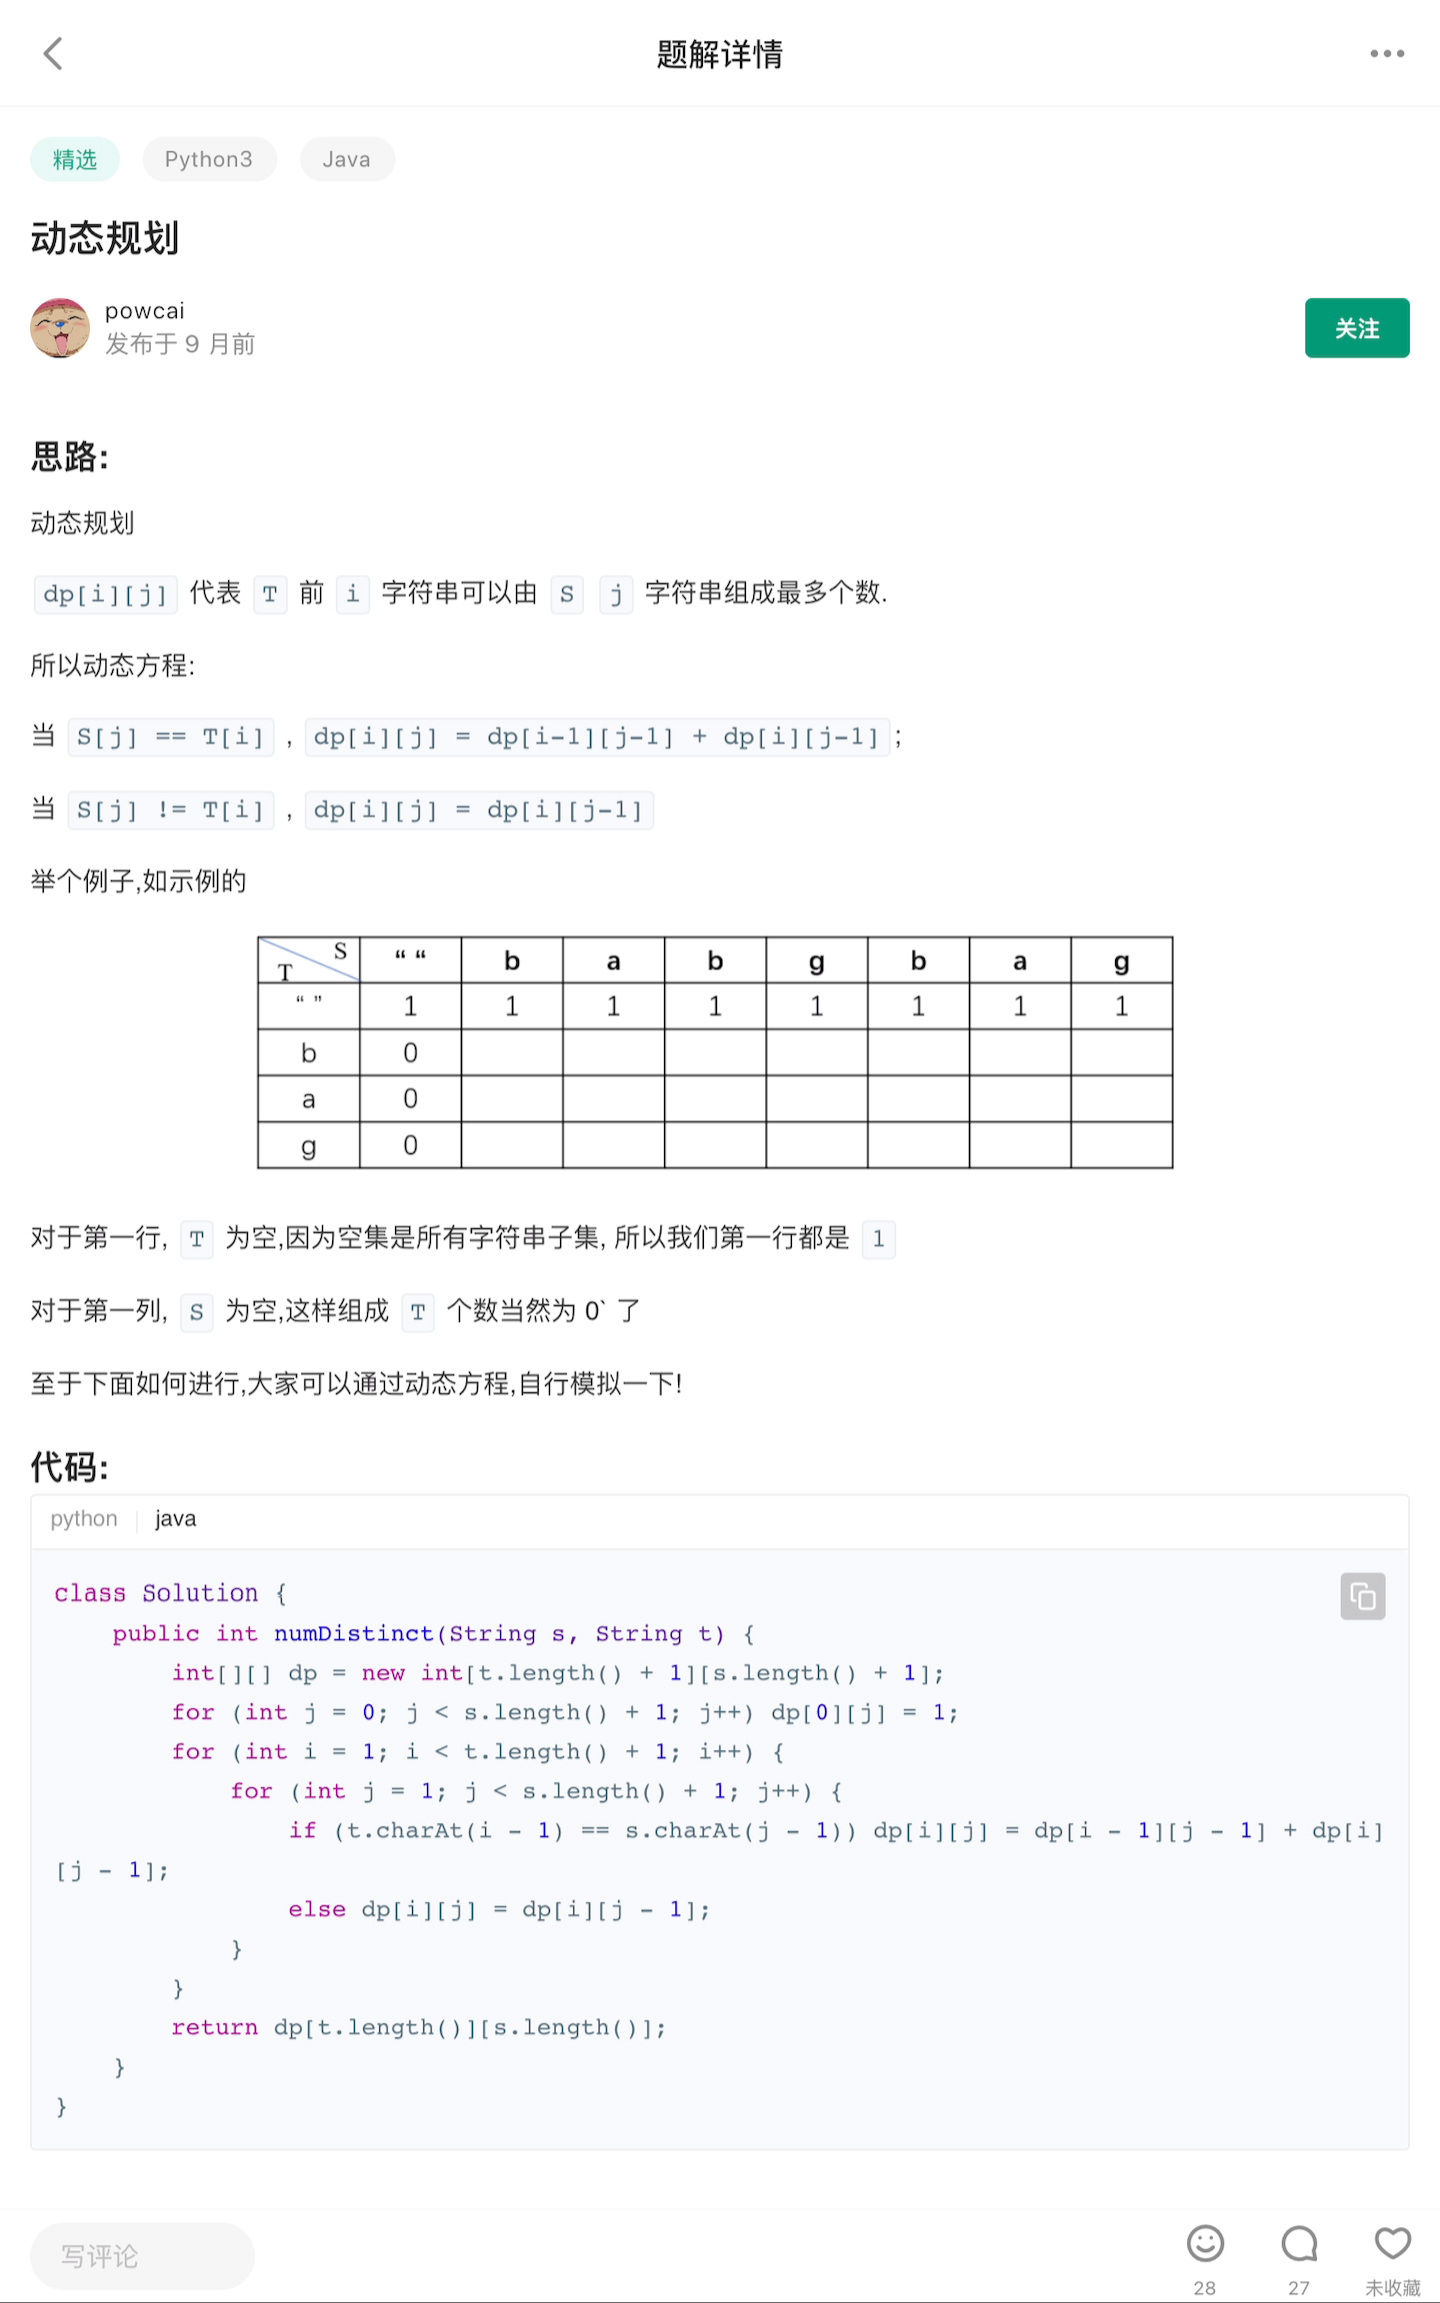 题解详情
精选 Python3 Java
动态规划
powcai
发布于 9 月前
关注
思路:
动态规划
dp[i][j] 代表 T 前 i 字符串可以由 S j 字符串组成最多个数.
所以动态方程:
当 S[j] == T[i] , dp[i][j] = dp[i-1][j-1] + dp[i][j-1] ;
当 S[j] != T[i] , dp[i][j] = dp[i][j-1]
举个例子,如示例的
S T “ “ b a b g b a g
“ ” 1 1 1 1 1 1 1 1
b 0
a 0
g 0
对于第一行, T 为空,因为空集是所有字符串子集, 所以我们第一行都是 1
对于第一列, S 为空,这样组成 T 个数当然为 0` 了
至于下面如何进行,大家可以通过动态方程,自行模拟一下!
代码:
python java
class Solution {
public int numDistinct(String s, String t) {
int[][] dp = new int[t.length() + 1][s.length() + 1];
for (int j = 0; j < s.length() + 1; j++) dp[0][j] = 1;
for (int i = 1; i < t.length() + 1; i++) {
for (int j = 1; j < s.length() + 1; j++) {
if (t.charAt(i - 1) == s.charAt(j - 1)) dp[i][j] = dp[i - 1][j - 1] + dp[i]
[j - 1];
else dp[i][j] = dp[i][j - 1];
}
}
return dp[t.length()][s.length()];
}
}
写评论
28 27 未收藏